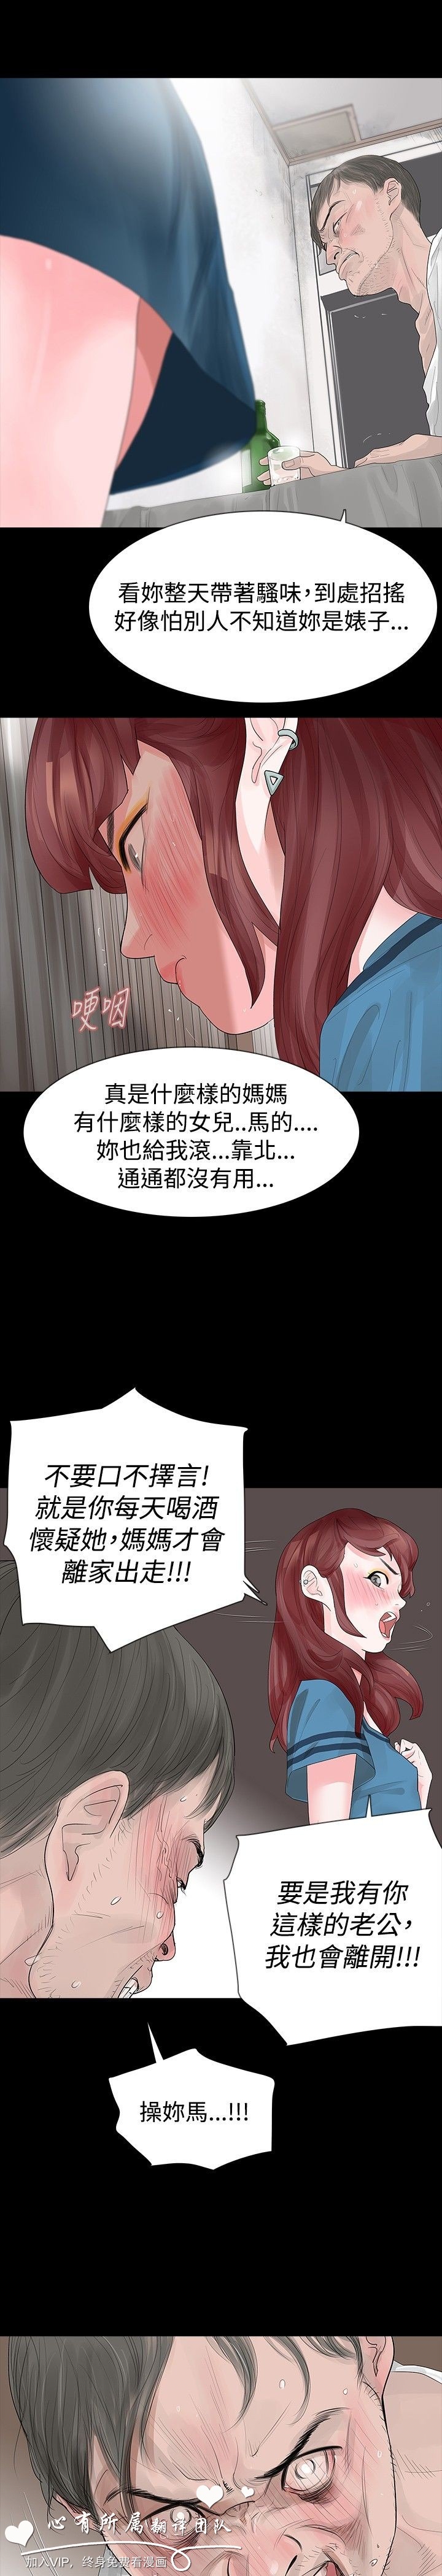 看妳整天帶著騷味,到處招搖
好像怕別人不知道妳是婊子...
哽咽
真是什麼樣的媽媽
有什麼樣的女兒..馬的....
妳也給我滾...靠北...
通通都沒有用...
不要口不擇言!
就是你每天喝酒
懷疑她,媽媽才會
離家出走!!!
要是我有你
這樣的老公,
我也會離開!!!
操妳馬...!!!
心有所属翻译团队
加入VIP，终身免费看漫画